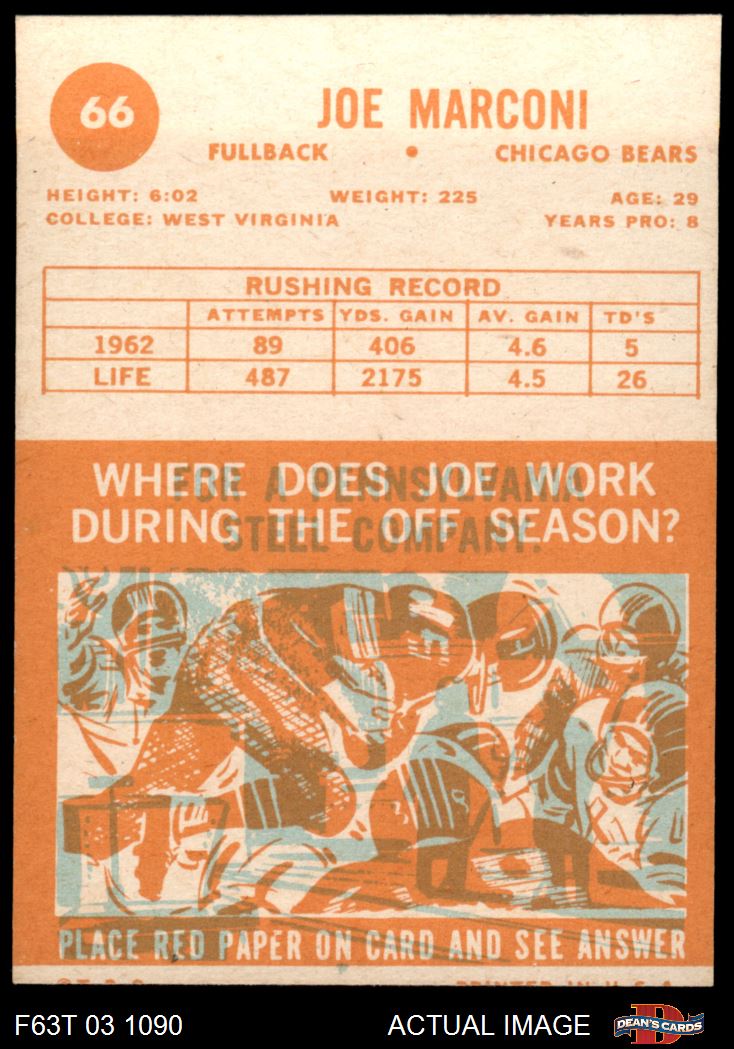 66
JOE MARCONI
FULLBACK • CHICAGO BEARS
HEIGHT: 6:02 WEIGHT: 225 AGE: 29
COLLEGE: WEST VIRGINIA YEARS PRO: 8
RUSHING RECORD
ATTEMPTS YDS. GAIN AV. GAIN TD'S
1962 89 406 4.6 5
LIFE 487 2175 4.5 26
WHERE DOES JOE WORK
DURING THE OFF SEASON?
FOR A PENNSYLVANIA
STEEL COMPANY.
PLACE RED PAPER ON CARD AND SEE ANSWER
©T.C.G. PRINTED IN U.S.A.
F63T 03 1090 ACTUAL IMAGE
D
DEAN'S CARDS